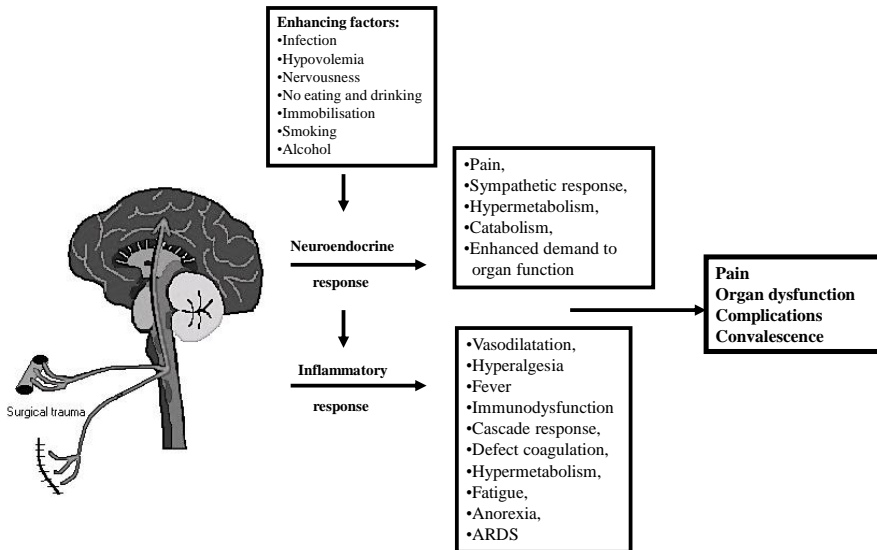 Enhancing factors:
•Infection
•Hypovolemia
•Nervousness
•No eating and drinking
•Immobilisation
•Smoking
•Alcohol
•Pain,
•Sympathetic response,
•Hypermetabolism,
•Catabolism,
•Enhanced demand to
organ function
Neuroendocrine
response
Pain
Organ dysfunction
Complications
Convalescence
Inflammatory
response
•Vasodilatation,
•Hyperalgesia
•Fever
•Immunodysfunction
•Cascade response,
•Defect coagulation,
•Hypermetabolism,
•Fatigue,
•Anorexia,
•ARDS
Surgical trauma